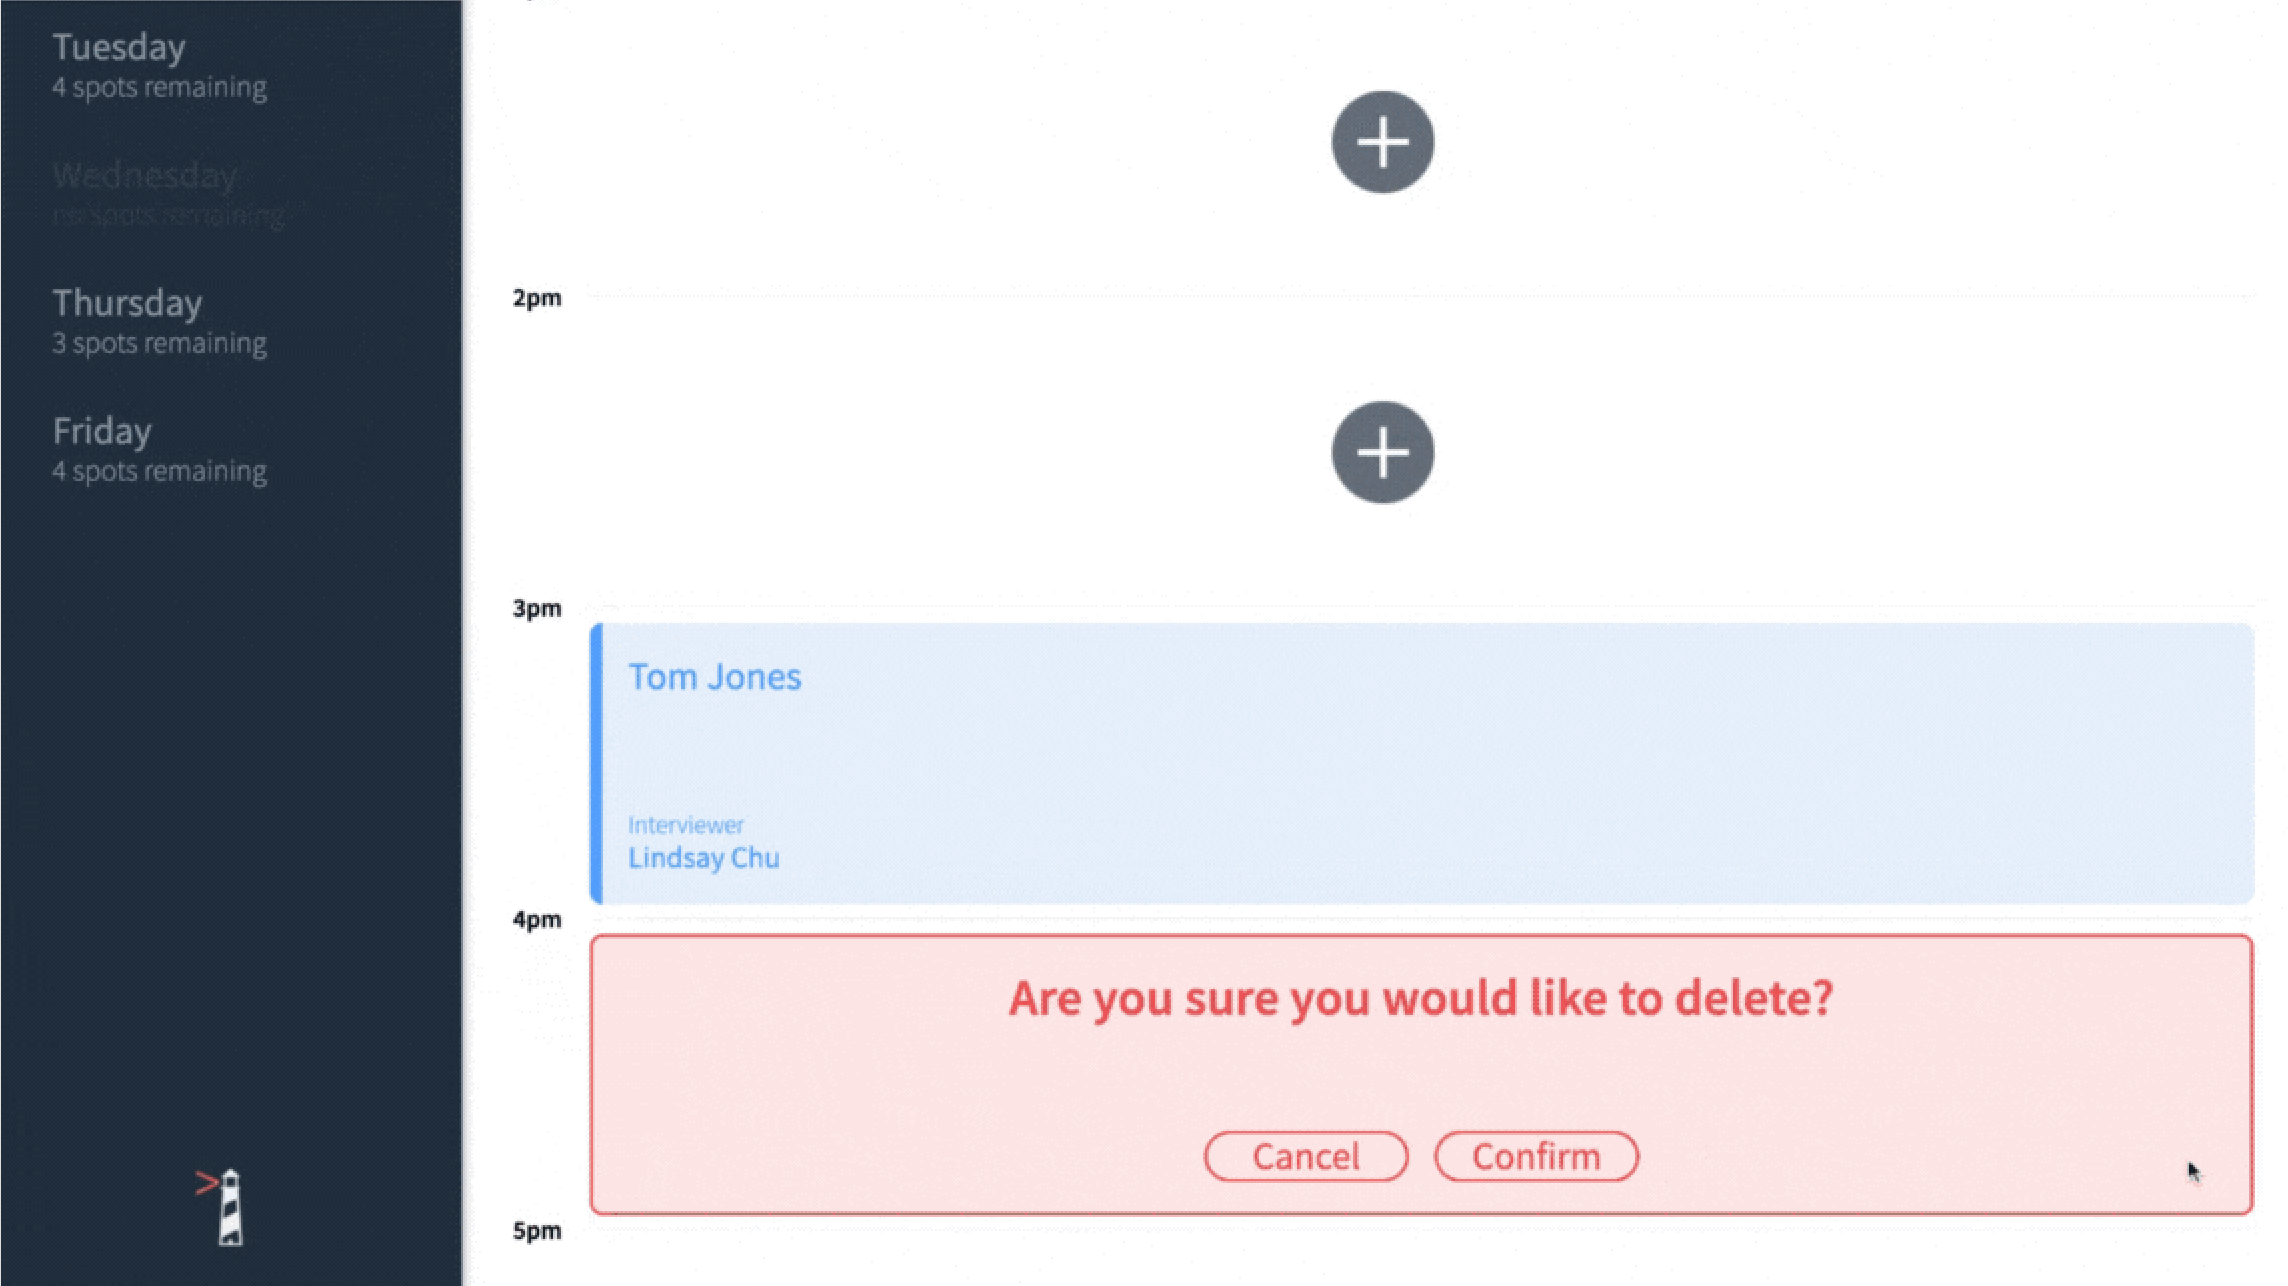 Tuesday
4 spots remaining
Wednesday
spots remaining
Thursday
3 spots remaining
Friday
4 spots remaining
2pm
3pm
Tom Jones
Interviewer
Lindsay Chu
4pm
Are you sure you would like to delete?
Cancel Confirm
5pm